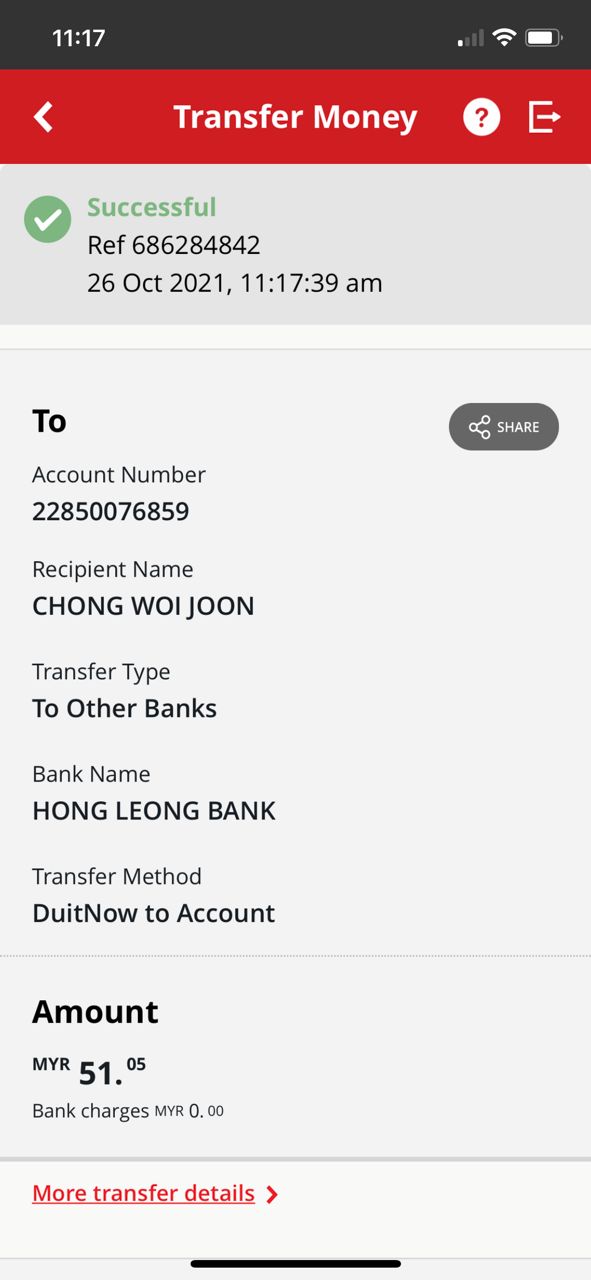 11:17
Transfer Money ?
Successful
Ref 686284842
26 Oct 2021, 11:17:39 am
To
SHARE
Account Number
22850076859
Recipient Name
CHONG WOI JOON
Transfer Type
To Other Banks
Bank Name
HONG LEONG BANK
Transfer Method
DuitNow to Account
Amount
MYR 51.05
Bank charges MYR 0.00
More transfer details